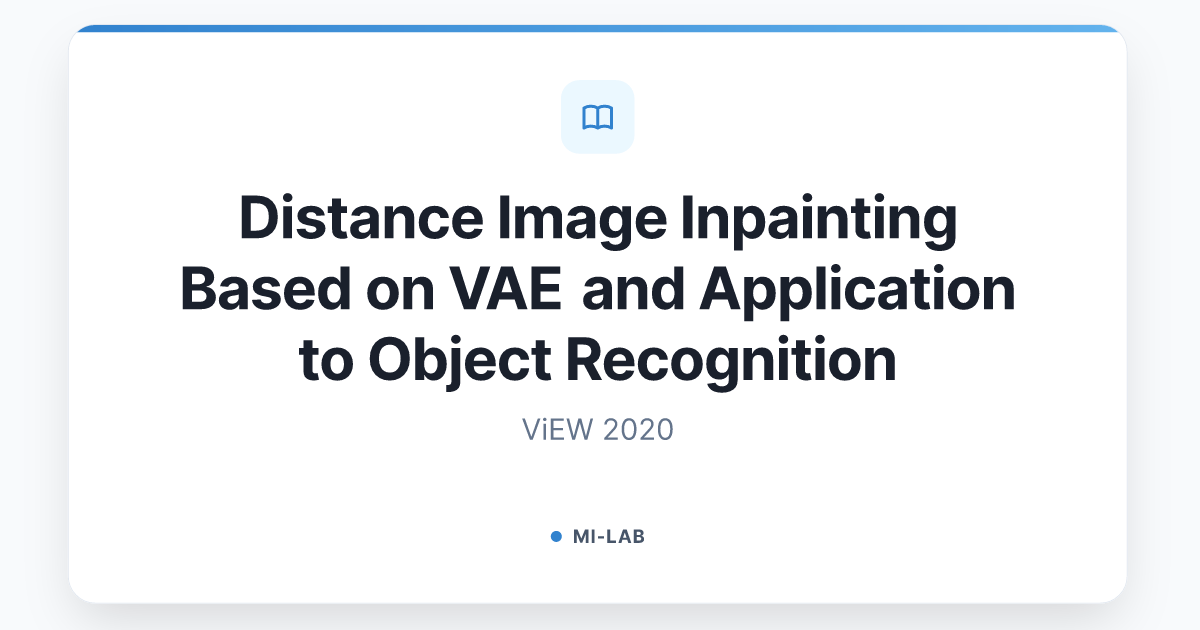 Distance Image Inpainting
Based on VAE and Application
to Object Recognition
ViEW 2020
MI-LAB